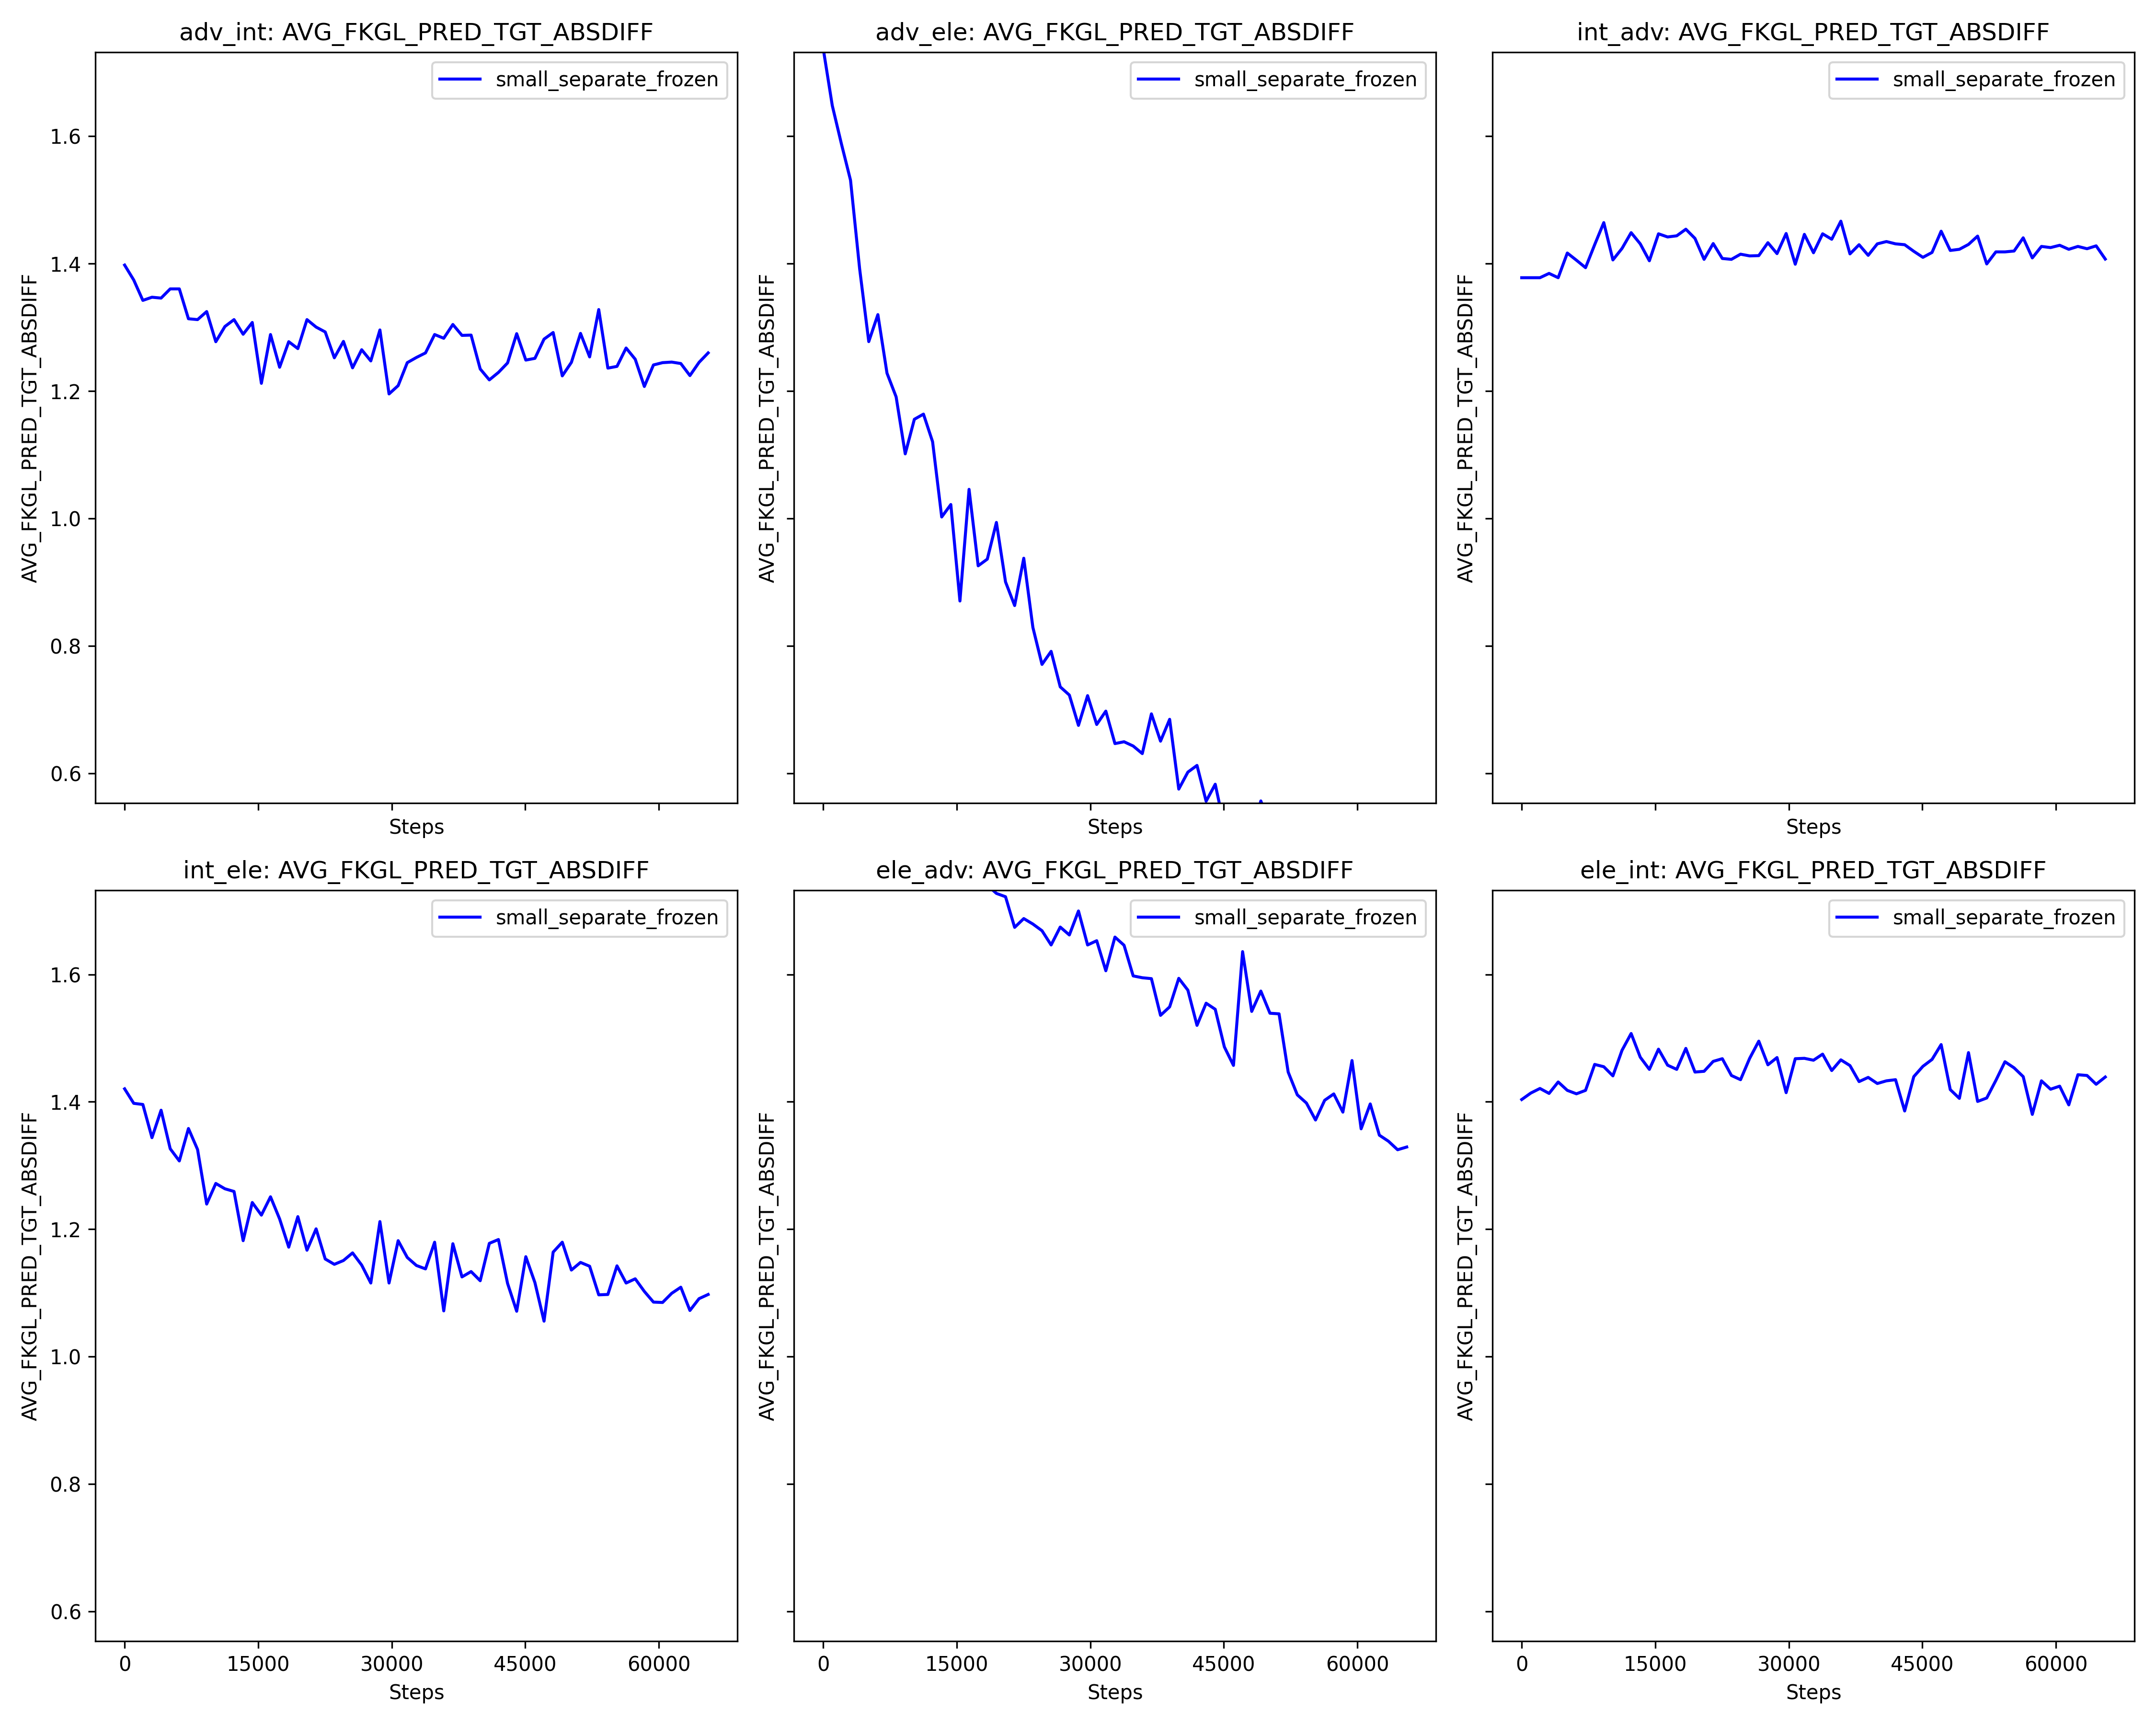 adv_int: AVG_FKGL_PRED_TGT_ABSDIFF
adv_ele: AVG_FKGL_PRED_TGT_ABSDIFF
int_adv: AVG_FKGL_PRED_TGT_ABSDIFF
small_separate_frozen
small_separate_frozen
small_separate_frozen
AVG_FKGL_PRED_TGT_ABSDIFF
1.6
1.4
1.2
1.0
0.8
0.6
AVG_FKGL_PRED_TGT_ABSDIFF
AVG_FKGL_PRED_TGT_ABSDIFF
Steps
Steps
Steps
int_ele: AVG_FKGL_PRED_TGT_ABSDIFF
ele_adv: AVG_FKGL_PRED_TGT_ABSDIFF
ele_int: AVG_FKGL_PRED_TGT_ABSDIFF
small_separate_frozen
small_separate_frozen
small_separate_frozen
AVG_FKGL_PRED_TGT_ABSDIFF
1.6
1.4
1.2
1.0
0.8
0.6
AVG_FKGL_PRED_TGT_ABSDIFF
AVG_FKGL_PRED_TGT_ABSDIFF
0 15000 30000 45000 60000
0 15000 30000 45000 60000
0 15000 30000 45000 60000
Steps
Steps
Steps